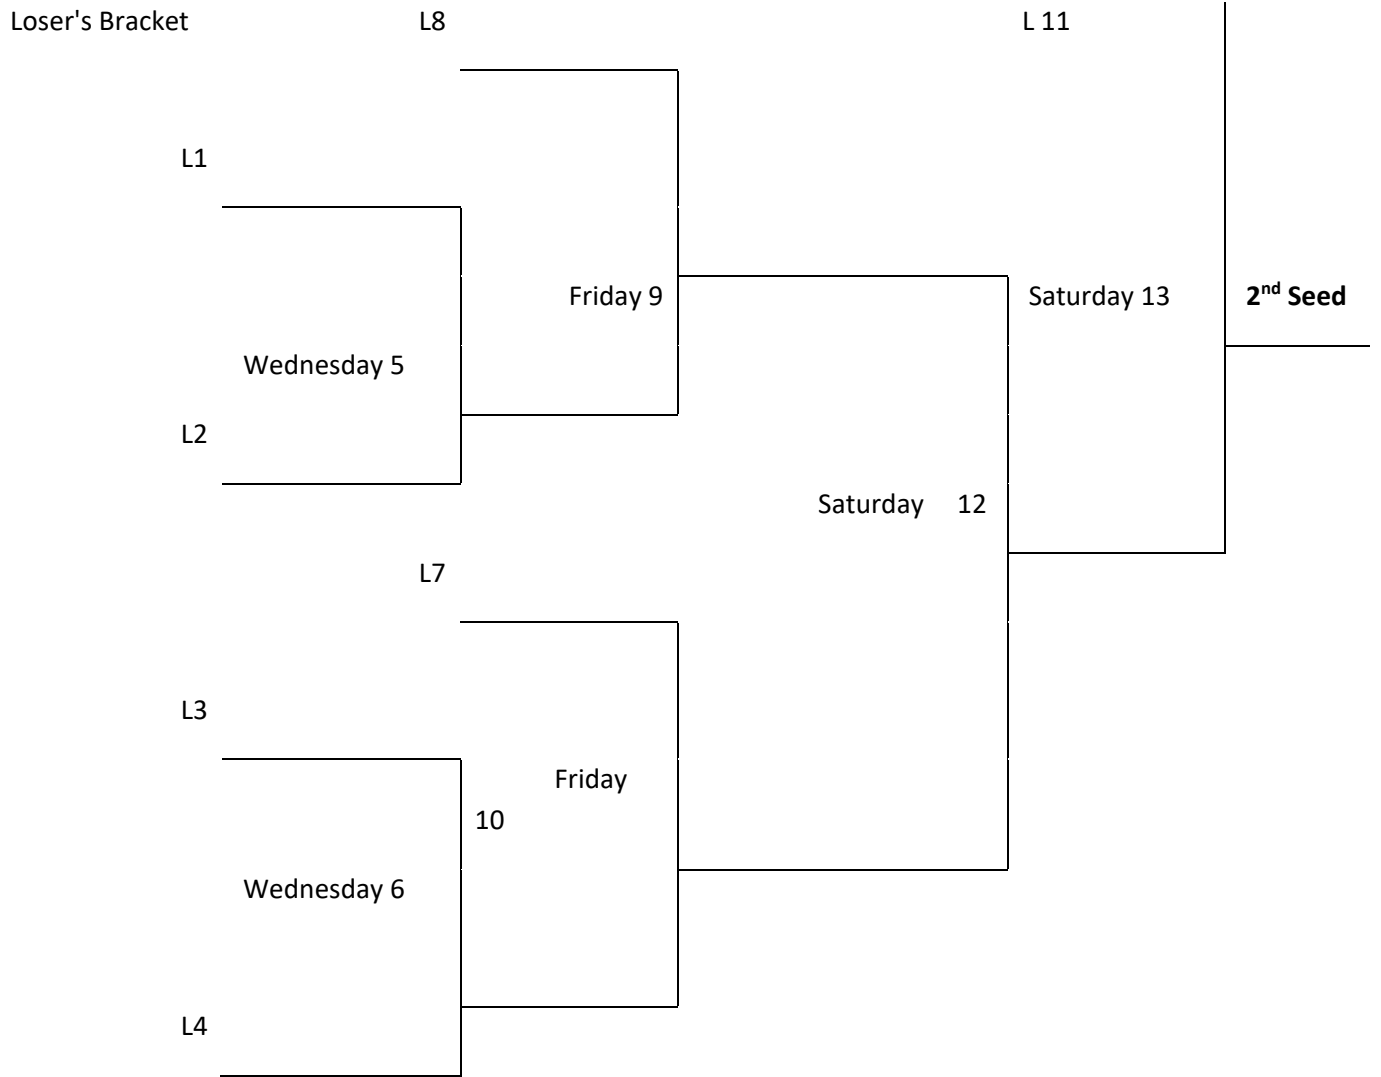 Loser's Bracket L8 L 11
L1
Friday 9 Saturday 13 2nd Seed
Wednesday 5
L2
Saturday 12
L7
L3
Friday
10
Wednesday 6
L4